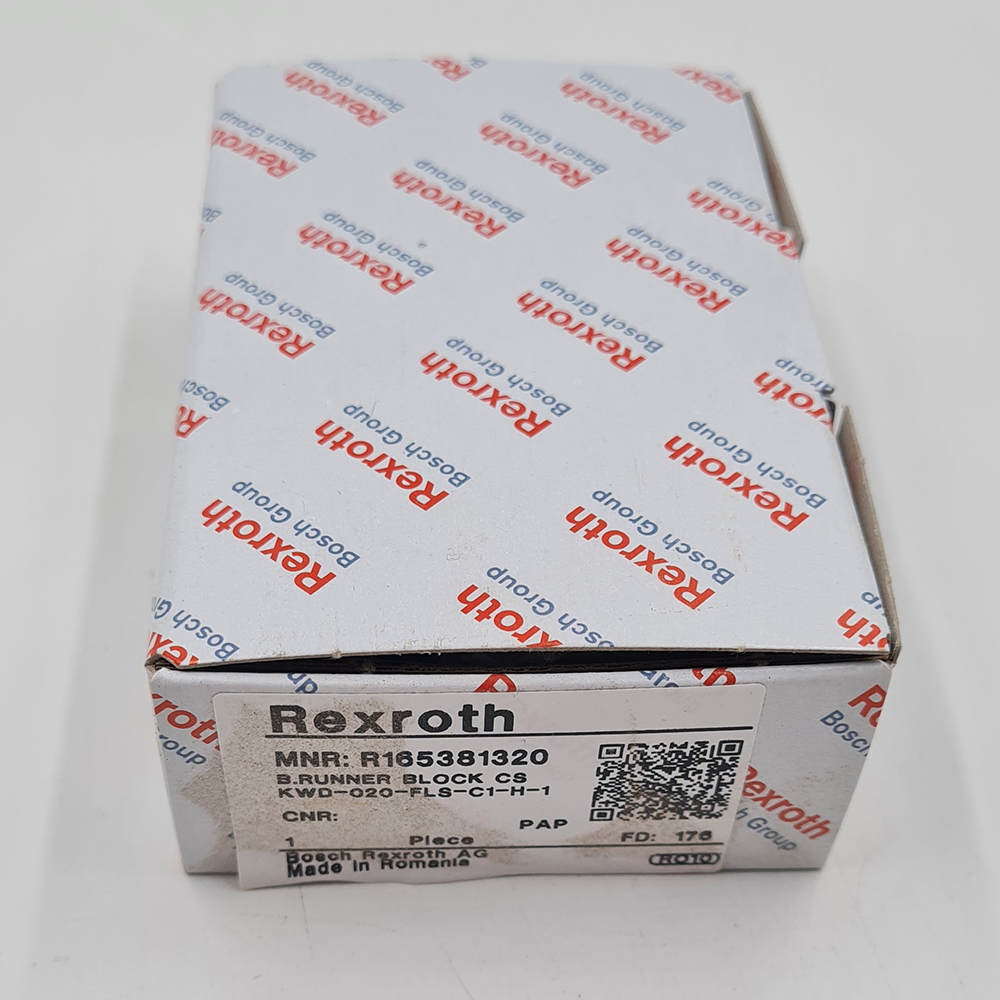 Rexroth
Bosch Group
Rexroth
MNR: R165381320
B.RUNNER BLOCK CS
KWD-020-FLS-C1-H-1
CNR:
PAP
1 Piece FD: 176
Bosch Rexroth AG
Made in Romania
RO10